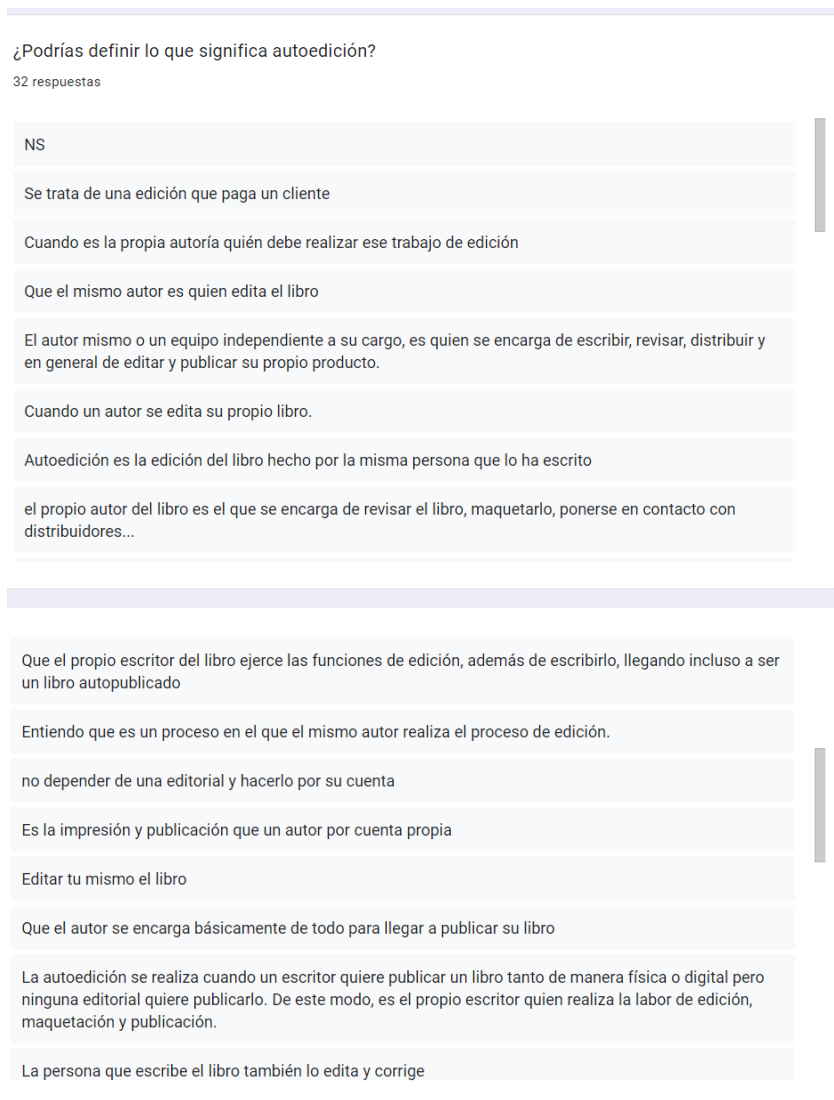 ¿Podrías definir lo que significa autoedición?
32 respuestas
NS
Se trata de una edición que paga un cliente
Cuando es la propia autoría quién debe realizar ese trabajo de edición
Que el mismo autor es quien edita el libro
El autor mismo o un equipo independiente a su cargo, es quien se encarga de escribir, revisar, distribuir y
en general de editar y publicar su propio producto.
Cuando un autor se edita su propio libro.
Autoedición es la edición del libro hecho por la misma persona que lo ha escrito
el propio autor del libro es el que se encarga de revisar el libro, maquetarlo, ponerse en contacto con
distribuidores...
Que el propio escritor del libro ejerce las funciones de edición, además de escribirlo, llegando incluso a ser
un libro autopublicado
Entiendo que es un proceso en el que el mismo autor realiza el proceso de edición.
no depender de una editorial y hacerlo por su cuenta
Es la impresión y publicación que un autor por cuenta propia
Editar tu mismo el libro
Que el autor se encarga básicamente de todo para llegar a publicar su libro
La autoedición se realiza cuando un escritor quiere publicar un libro tanto de manera física o digital pero
ninguna editorial quiere publicarlo. De este modo, es el propio escritor quien realiza la labor de edición,
maquetación y publicación.
La persona que escribe el libro también lo edita y corrige